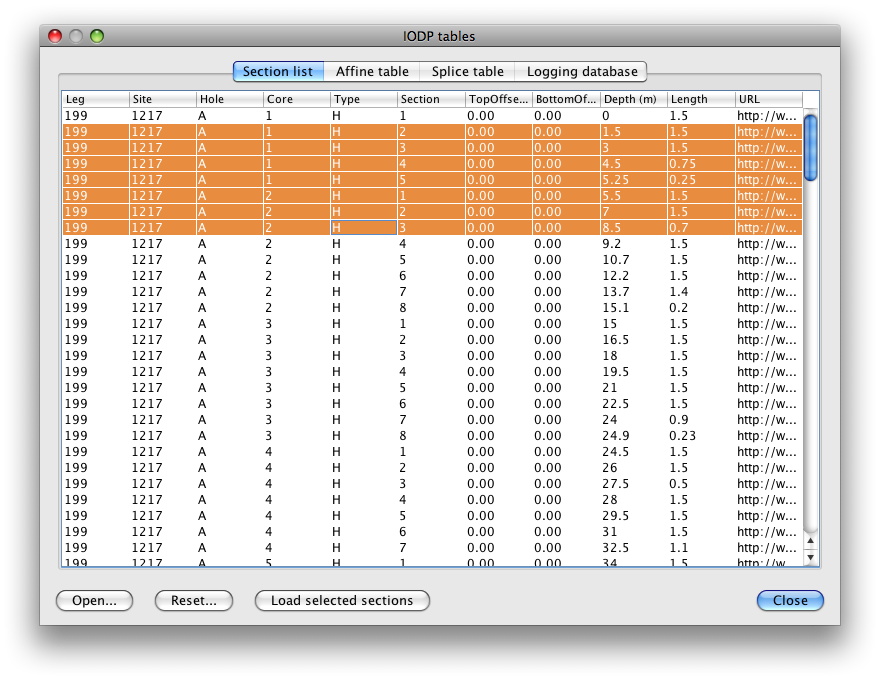 IODP tables
Section list Affine table Splice table Logging database
Leg Site Hole Core Type Section TopOffse... BottomOf... Depth (m) Length URL
199 1217 A 1 H 1 0.00 0.00 0 1.5 http://w...
199 1217 A 1 H 2 0.00 0.00 1.5 1.5 http://w...
199 1217 A 1 H 3 0.00 0.00 3 1.5 http://w...
199 1217 A 1 H 4 0.00 0.00 4.5 0.75 http://w...
199 1217 A 1 H 5 0.00 0.00 5.25 0.25 http://w...
199 1217 A 2 H 1 0.00 0.00 5.5 1.5 http://w...
199 1217 A 2 H 2 0.00 0.00 7 1.5 http://w...
199 1217 A 2 H 3 0.00 0.00 8.5 0.7 http://w...
199 1217 A 2 H 4 0.00 0.00 9.2 1.5 http://w...
199 1217 A 2 H 5 0.00 0.00 10.7 1.5 http://w...
199 1217 A 2 H 6 0.00 0.00 12.2 1.5 http://w...
199 1217 A 2 H 7 0.00 0.00 13.7 1.4 http://w...
199 1217 A 2 H 8 0.00 0.00 15.1 0.2 http://w...
199 1217 A 3 H 1 0.00 0.00 15 1.5 http://w...
199 1217 A 3 H 2 0.00 0.00 16.5 1.5 http://w...
199 1217 A 3 H 3 0.00 0.00 18 1.5 http://w...
199 1217 A 3 H 4 0.00 0.00 19.5 1.5 http://w...
199 1217 A 3 H 5 0.00 0.00 21 1.5 http://w...
199 1217 A 3 H 6 0.00 0.00 22.5 1.5 http://w...
199 1217 A 3 H 7 0.00 0.00 24 0.9 http://w...
199 1217 A 3 H 8 0.00 0.00 24.9 0.23 http://w...
199 1217 A 4 H 1 0.00 0.00 24.5 1.5 http://w...
199 1217 A 4 H 2 0.00 0.00 26 1.5 http://w...
199 1217 A 4 H 3 0.00 0.00 27.5 0.5 http://w...
199 1217 A 4 H 4 0.00 0.00 28 1.5 http://w...
199 1217 A 4 H 5 0.00 0.00 29.5 1.5 http://w...
199 1217 A 4 H 6 0.00 0.00 31 1.5 http://w...
199 1217 A 4 H 7 0.00 0.00 32.5 1.1 http://w...
199 1217 A 5 H 1 0.00 0.00 34 1.5 http://w...
Open... Reset... Load selected sections Close